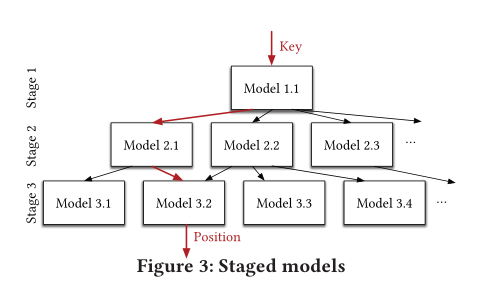 Key
Stage 1
Model 1.1
Stage 2
Model 2.1
Model 2.2
Model 2.3
...
Stage 3
Model 3.1
Model 3.2
Model 3.3
Model 3.4
...
Position
Figure 3: Staged models